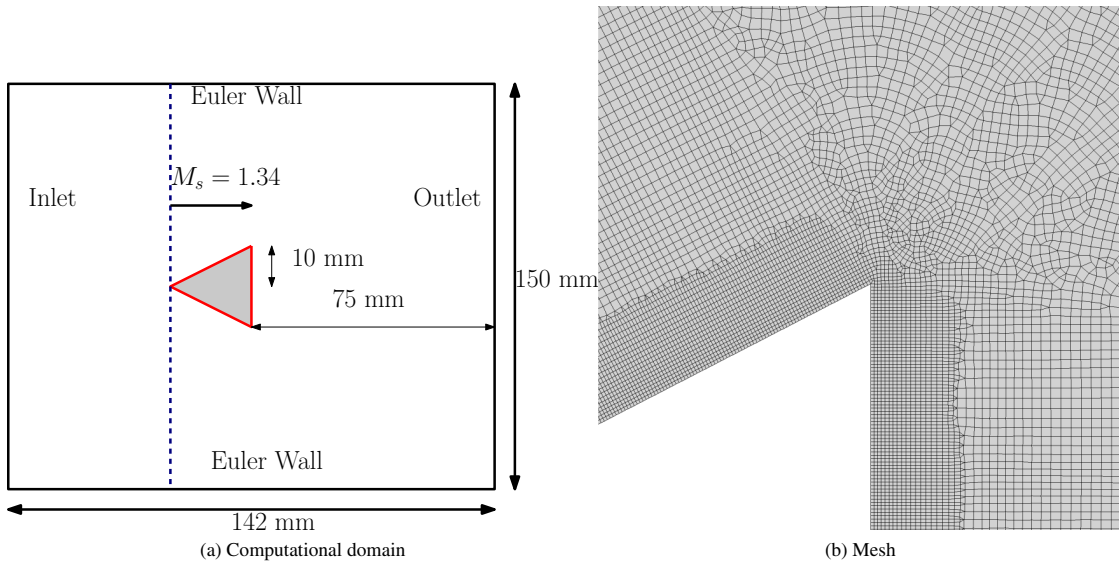 Euler Wall
M_s = 1.34
Inlet
Outlet
10 mm
75 mm
150 mm
Euler Wall
142 mm
(a) Computational domain
(b) Mesh